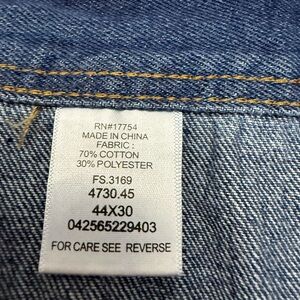 RN#17754
MADE IN CHINA
FABRIC :
70% COTTON
30% POLYESTER
FS.3169
4730.45
44X30
042565229403
FOR CARE SEE REVERSE